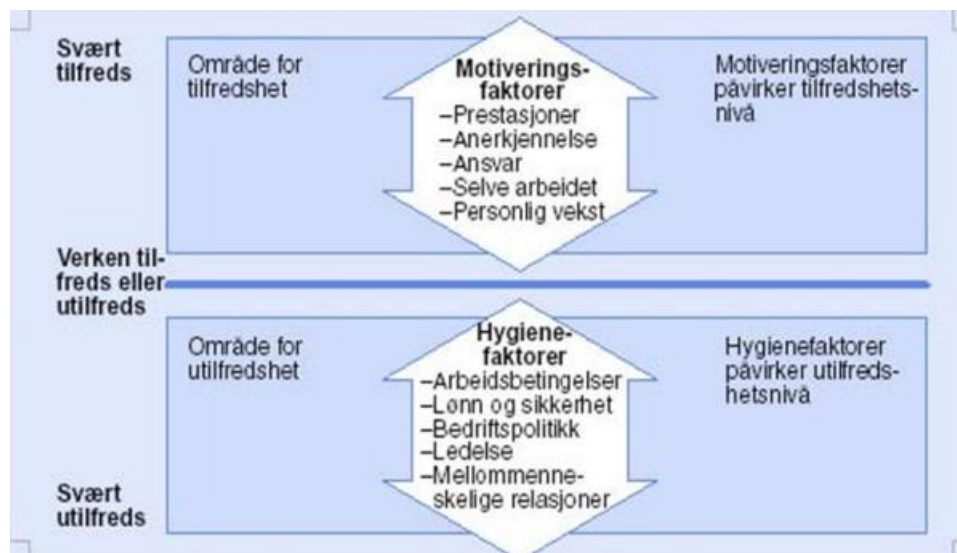 Svært
tilfreds
Område for
tilfredshet
Motiverings-
faktorer
–Prestasjoner
–Anerkjennelse
–Ansvar
–Selve arbeidet
–Personlig vekst
Motiveringsfaktorer
påvirker tilfredshets-
nivå
Verken til-
freds eller
utilfreds
Område for
utilfredshet
Hygiene-
faktorer
–Arbeidsbetingelser
–Lønn og sikkerhet
–Bedriftspolitikk
–Ledelse
–Mellommenne-
skelige relasjoner
Hygienefaktorer
påvirker utilfreds-
hetsnivå
Svært
utilfreds